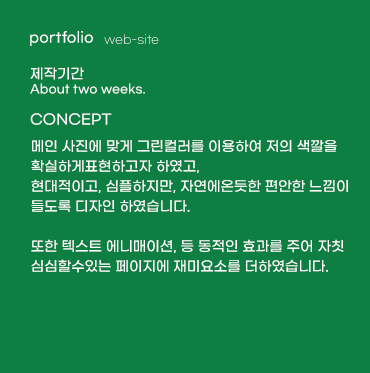 portfolio web-site
제작기간
About two weeks.
CONCEPT
메인 사진에 맞게 그린컬러를 이용하여 저의 색깔을
확실하게표현하고자 하였고,
현대적이고, 심플하지만, 자연에온듯한 편안한 느낌이
들도록 디자인 하였습니다.
또한 텍스트 에니매이션, 등 동적인 효과를 주어 자칫
심심할수있는 페이지에 재미요소를 더하였습니다.